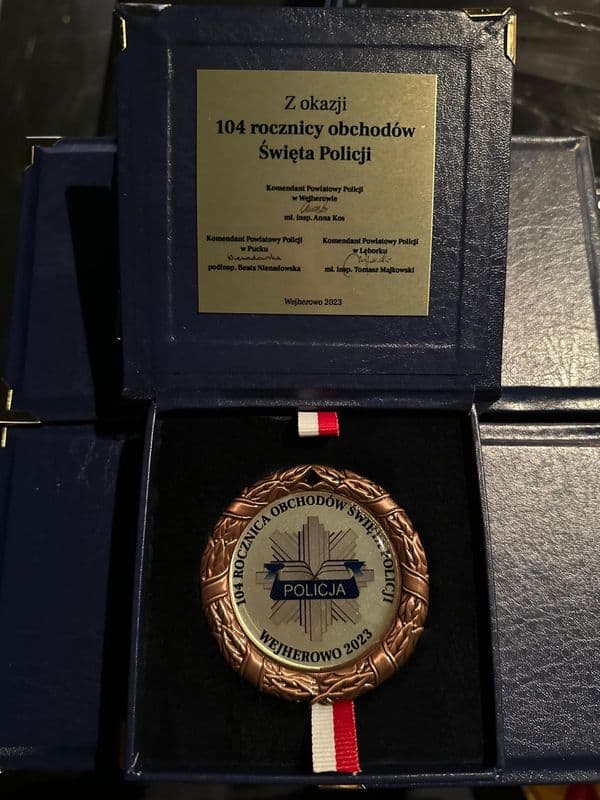 Z okazji
104 rocznicy obchodów
Święta Policji
Komendant Powiatowy Policji
w Wejherowie
mł. insp. Anna Kos
Komendant Powiatowy Policji
w Pucku
podinsp. Beata Nienadowska
Komendant Powiatowy Policji
w Lęborku
mł. insp. Tomasz Majkowski
Wejherowo 2023
104 ROCZNICA OBCHODÓW ŚWIĘTA POLICJI
POLICJA
WEJHEROWO 2023